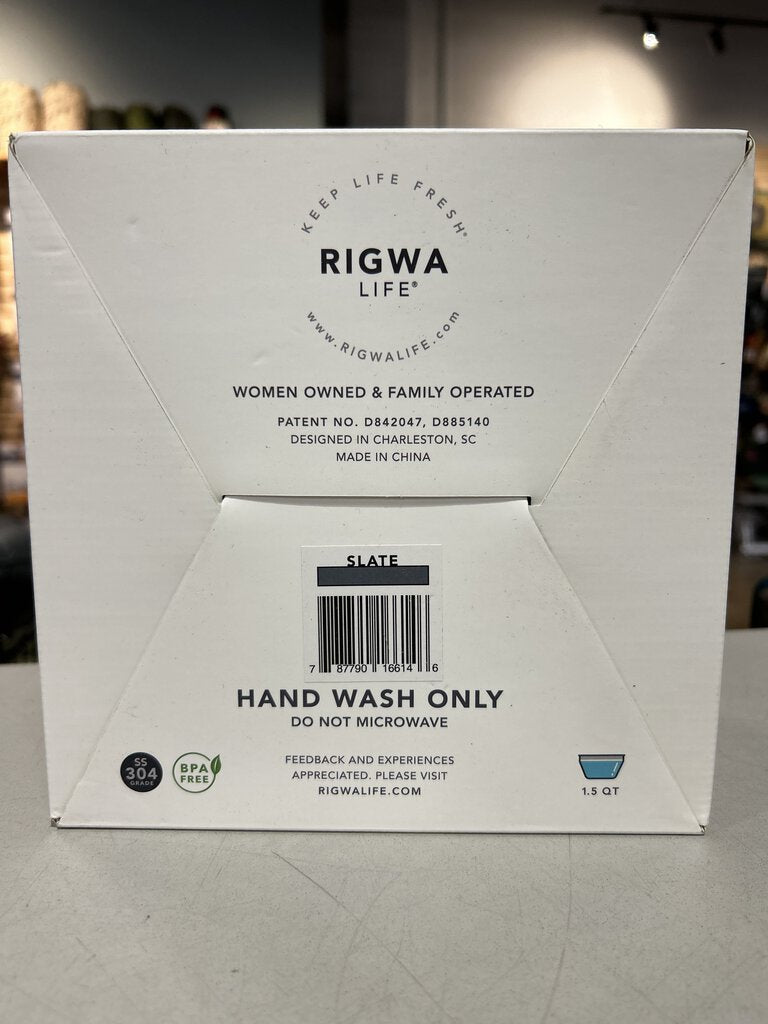 KEEP LIFE FRESH®
RIGWA
LIFE®
www.RIGWALIFE.com
WOMEN OWNED & FAMILY OPERATED
PATENT NO. D842047, D885140
DESIGNED IN CHARLESTON, SC
MADE IN CHINA
SLATE
7 87790 16614 6
HAND WASH ONLY
DO NOT MICROWAVE
SS
304
GRADE
BPA
FREE
FEEDBACK AND EXPERIENCES
APPRECIATED. PLEASE VISIT
RIGWALIFE.COM
1.5 QT